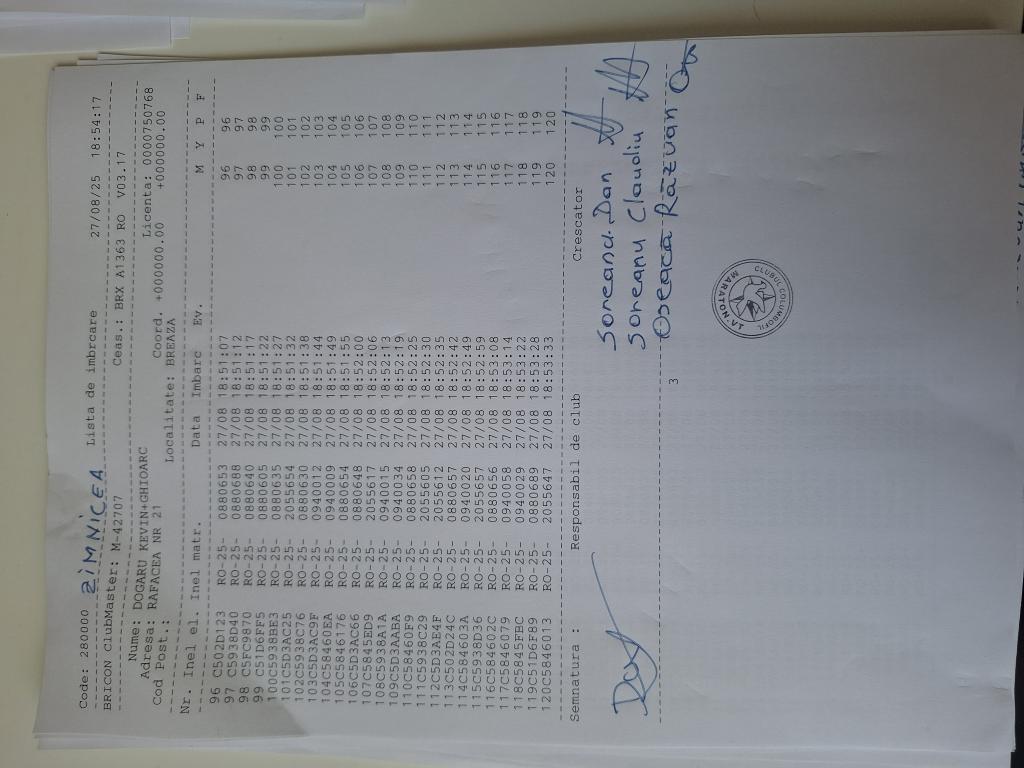 Code: 280000 ZIMNICEA Lista de imbrcare 27/08/25 18:54:17
BRICON ClubMaster: M-42707 Ceas.: BRX A1363 RO V03.17
Nume: DOGARU KEVIN+GHIOARC
Adresa: RAFACEA NR 21 Licenta: 0000750768
Cod Post.: Coord. +000000.00 +000000.00
Localitate: BREAZA
Nr. Inel el. Inel matr. Data Imbarc Ev. M Y P F
96 C502D123 RO-25- 0880653 27/08 18:51:07 96 96
97 C5938D40 RO-25- 0880688 27/08 18:51:12 97 97
98 C5FC9870 RO-25- 0880640 27/08 18:51:17 98 98
99 C51D6FF5 RO-25- 0880605 27/08 18:51:22 99 99
100C5938BE3 RO-25- 0880635 27/08 18:51:27 100 100
101C5D3AC25 RO-25- 2055654 27/08 18:51:32 101 101
102C5938C76 RO-25- 0880630 27/08 18:51:38 102 102
103C5D3AC9F RO-25- 0940012 27/08 18:51:44 103 103
104C58460EA RO-25- 0940009 27/08 18:51:49 104 104
105C5846176 RO-25- 0880654 27/08 18:51:55 105 105
106C5D3AC66 RO-25- 0880648 27/08 18:52:00 106 106
107C5845ED9 RO-25- 2055617 27/08 18:52:06 107 107
108C5938A1A RO-25- 0940015 27/08 18:52:13 108 108
109C5D3AABA RO-25- 0940034 27/08 18:52:19 109 109
110C58460F9 RO-25- 0880658 27/08 18:52:25 110 110
111C5938C29 RO-25- 2055605 27/08 18:52:30 111 111
112C5D3AE4F RO-25- 2055612 27/08 18:52:35 112 112
113C502D24C RO-25- 0880657 27/08 18:52:42 113 113
114C584603A RO-25- 0940020 27/08 18:52:49 114 114
115C5938D36 RO-25- 2055657 27/08 18:52:59 115 115
116C584602C RO-25- 0880656 27/08 18:53:08 116 116
117C5846079 RO-25- 0940058 27/08 18:53:14 117 117
118C5845FBC RO-25- 0940029 27/08 18:53:22 118 118
119C51D6F89 RO-25- 0880689 27/08 18:53:28 119 119
120C5846013 RO-25- 2055647 27/08 18:53:33 120 120
Semnatura : Responsabil de club Crescator
Soneanu Dan
Soneanu Claudiu
Oseaca Razvan
3
CLUBUL COLUMBOFIL
MARATON-VT